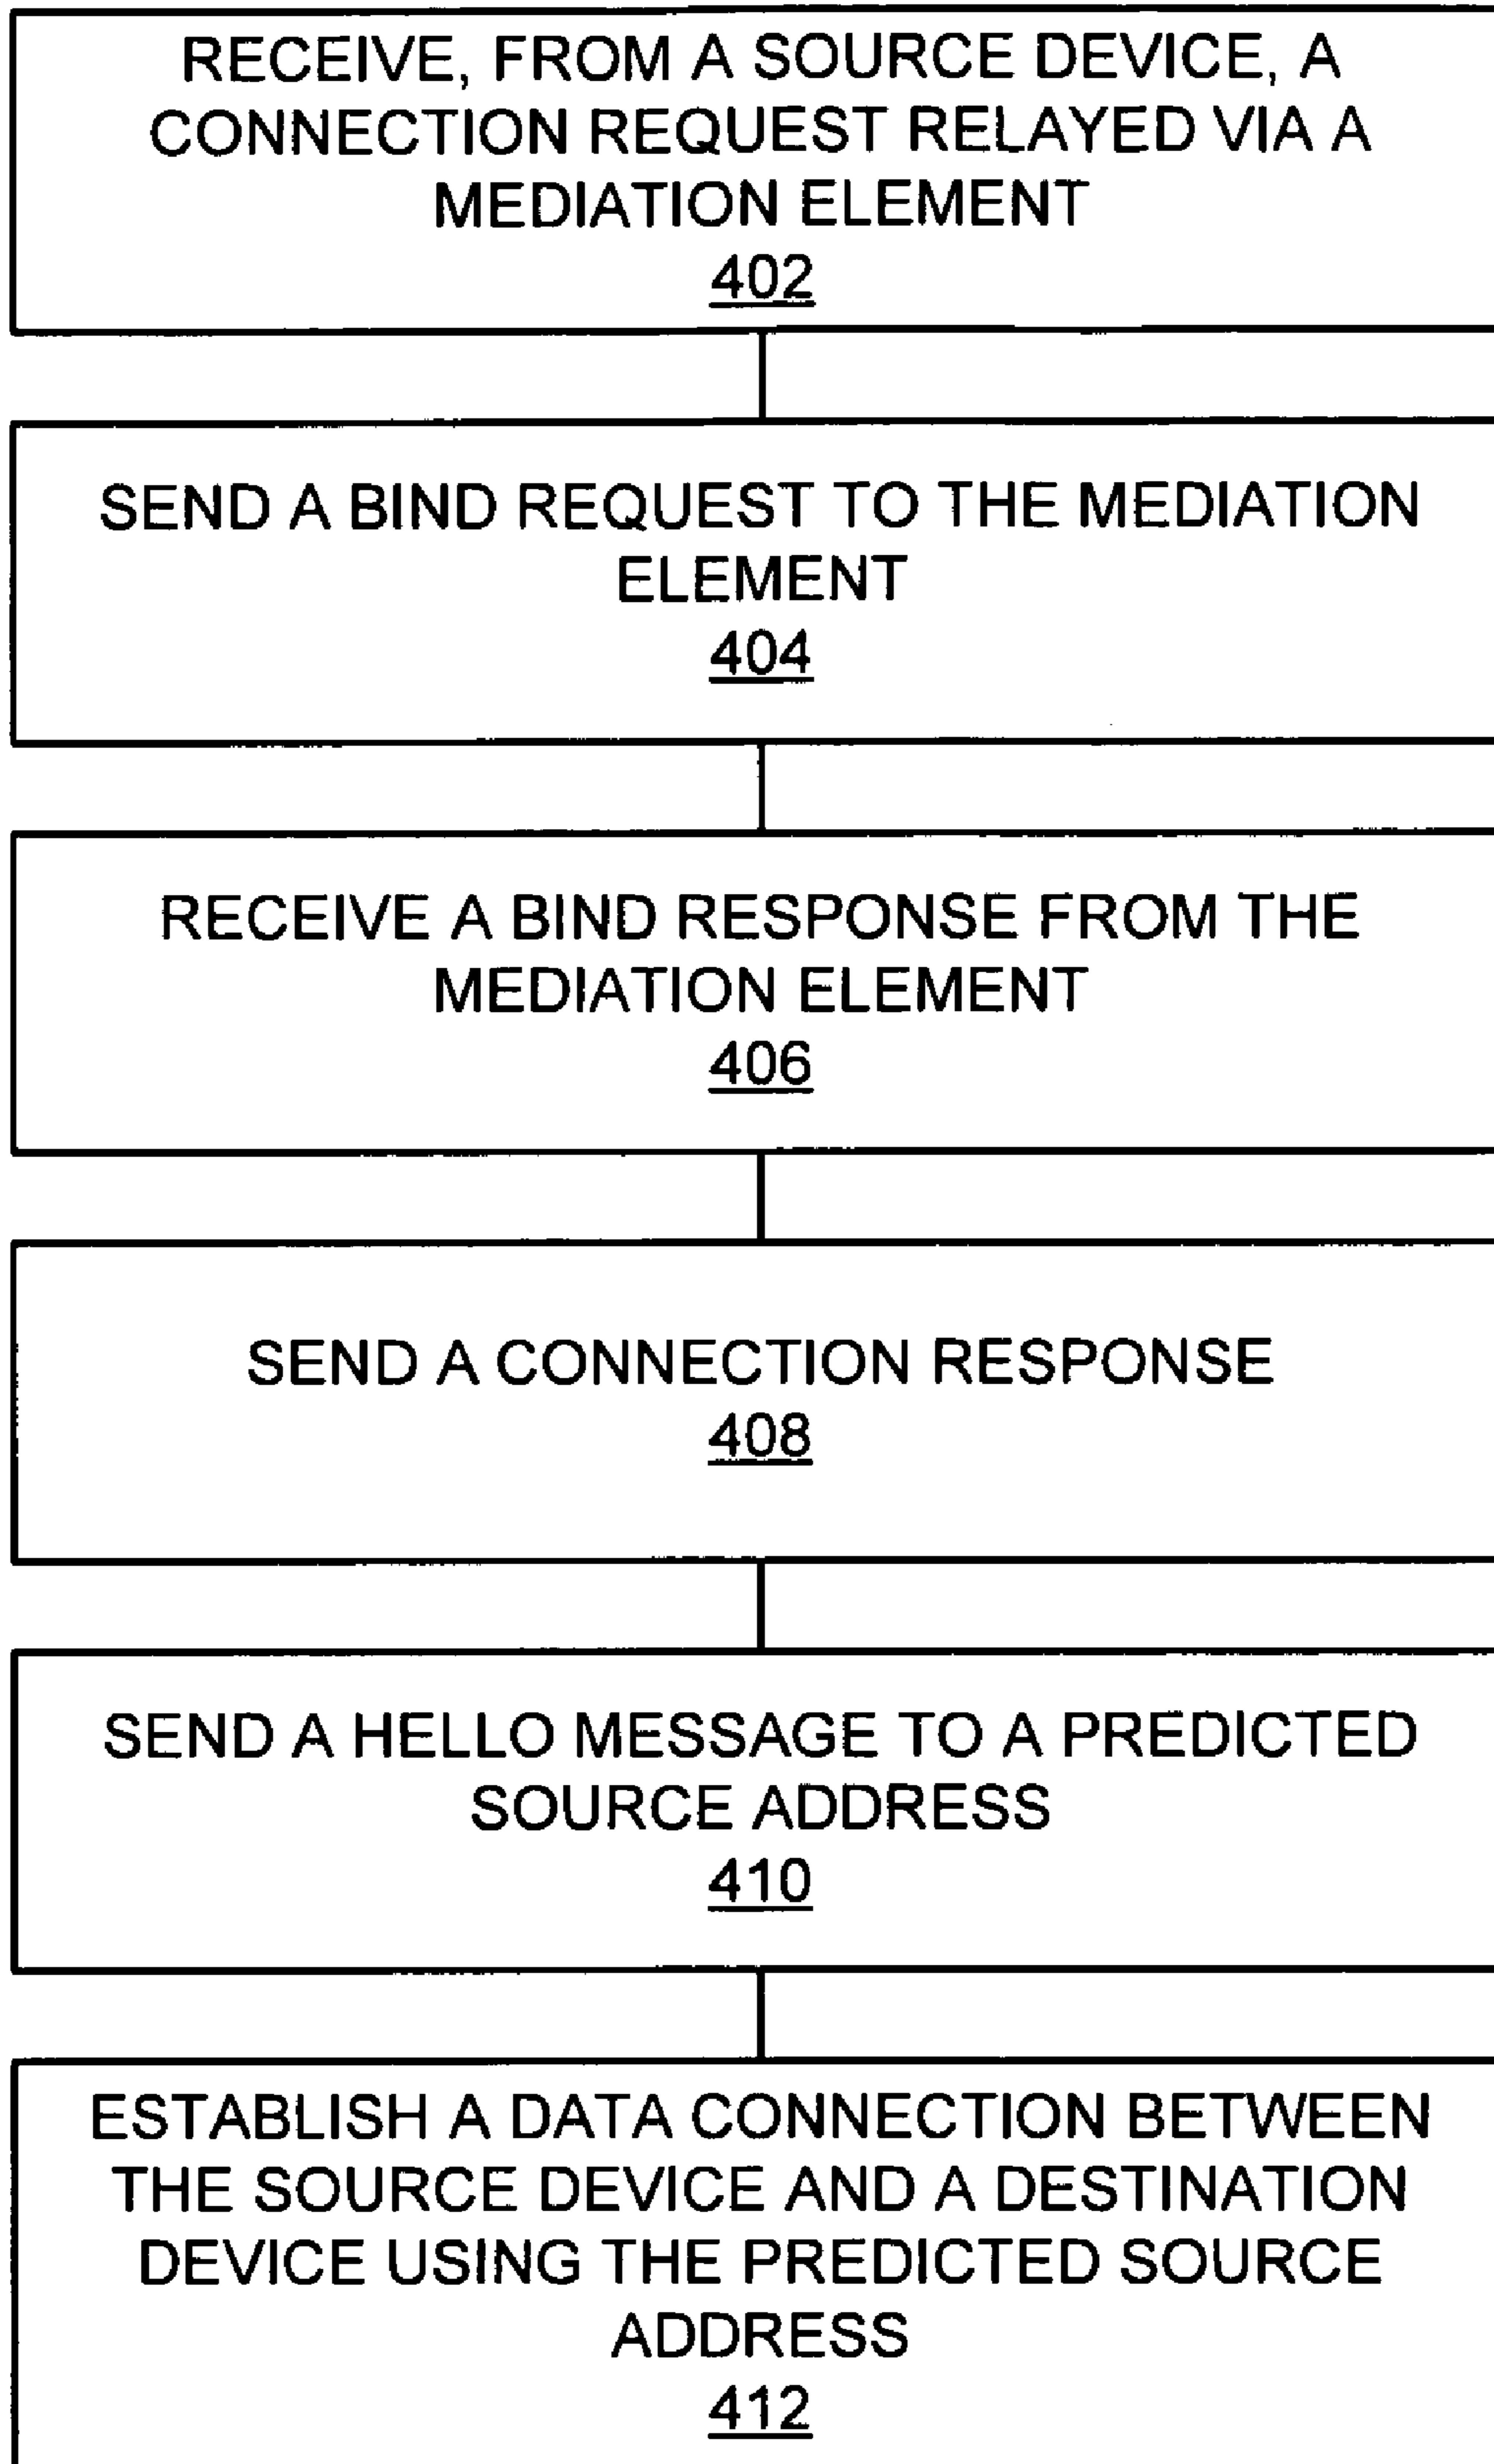 RECEIVE, FROM A SOURCE DEVICE, A
CONNECTION REQUEST RELAYED VIA A
MEDIATION ELEMENT
402
SEND A BIND REQUEST TO THE MEDIATION
ELEMENT
404
RECEIVE A BIND RESPONSE FROM THE
MEDIATION ELEMENT
406
SEND A CONNECTION RESPONSE
408
SEND A HELLO MESSAGE TO A PREDICTED
SOURCE ADDRESS
410
ESTABLISH A DATA CONNECTION BETWEEN
THE SOURCE DEVICE AND A DESTINATION
DEVICE USING THE PREDICTED SOURCE
ADDRESS
412